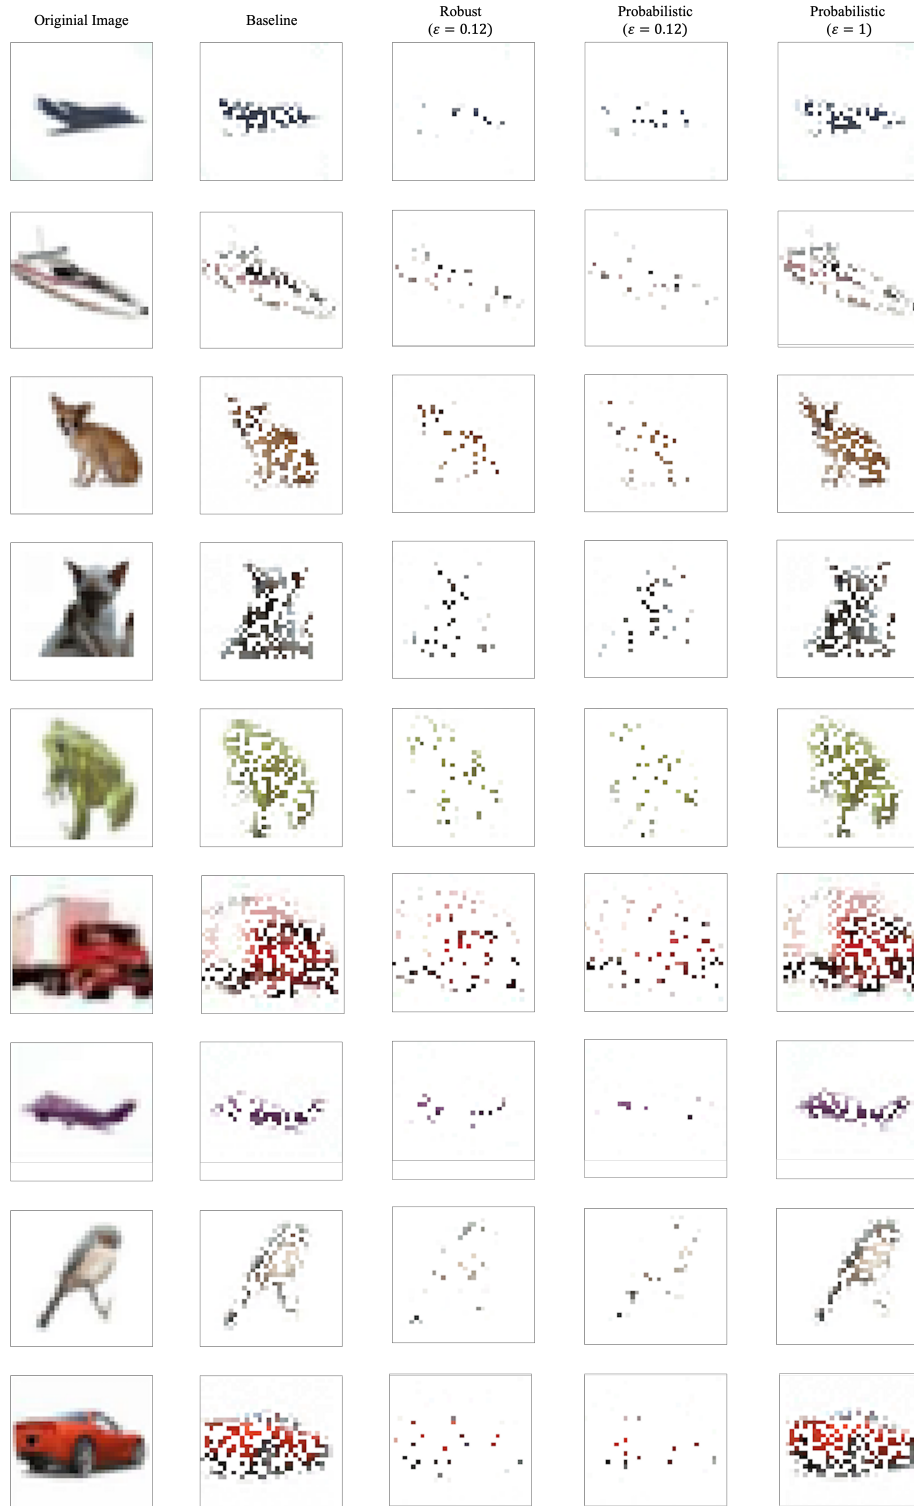 Originial Image
Baseline
Robust
(ε = 0.12)
Probabilistic
(ε = 0.12)
Probabilistic
(ε = 1)